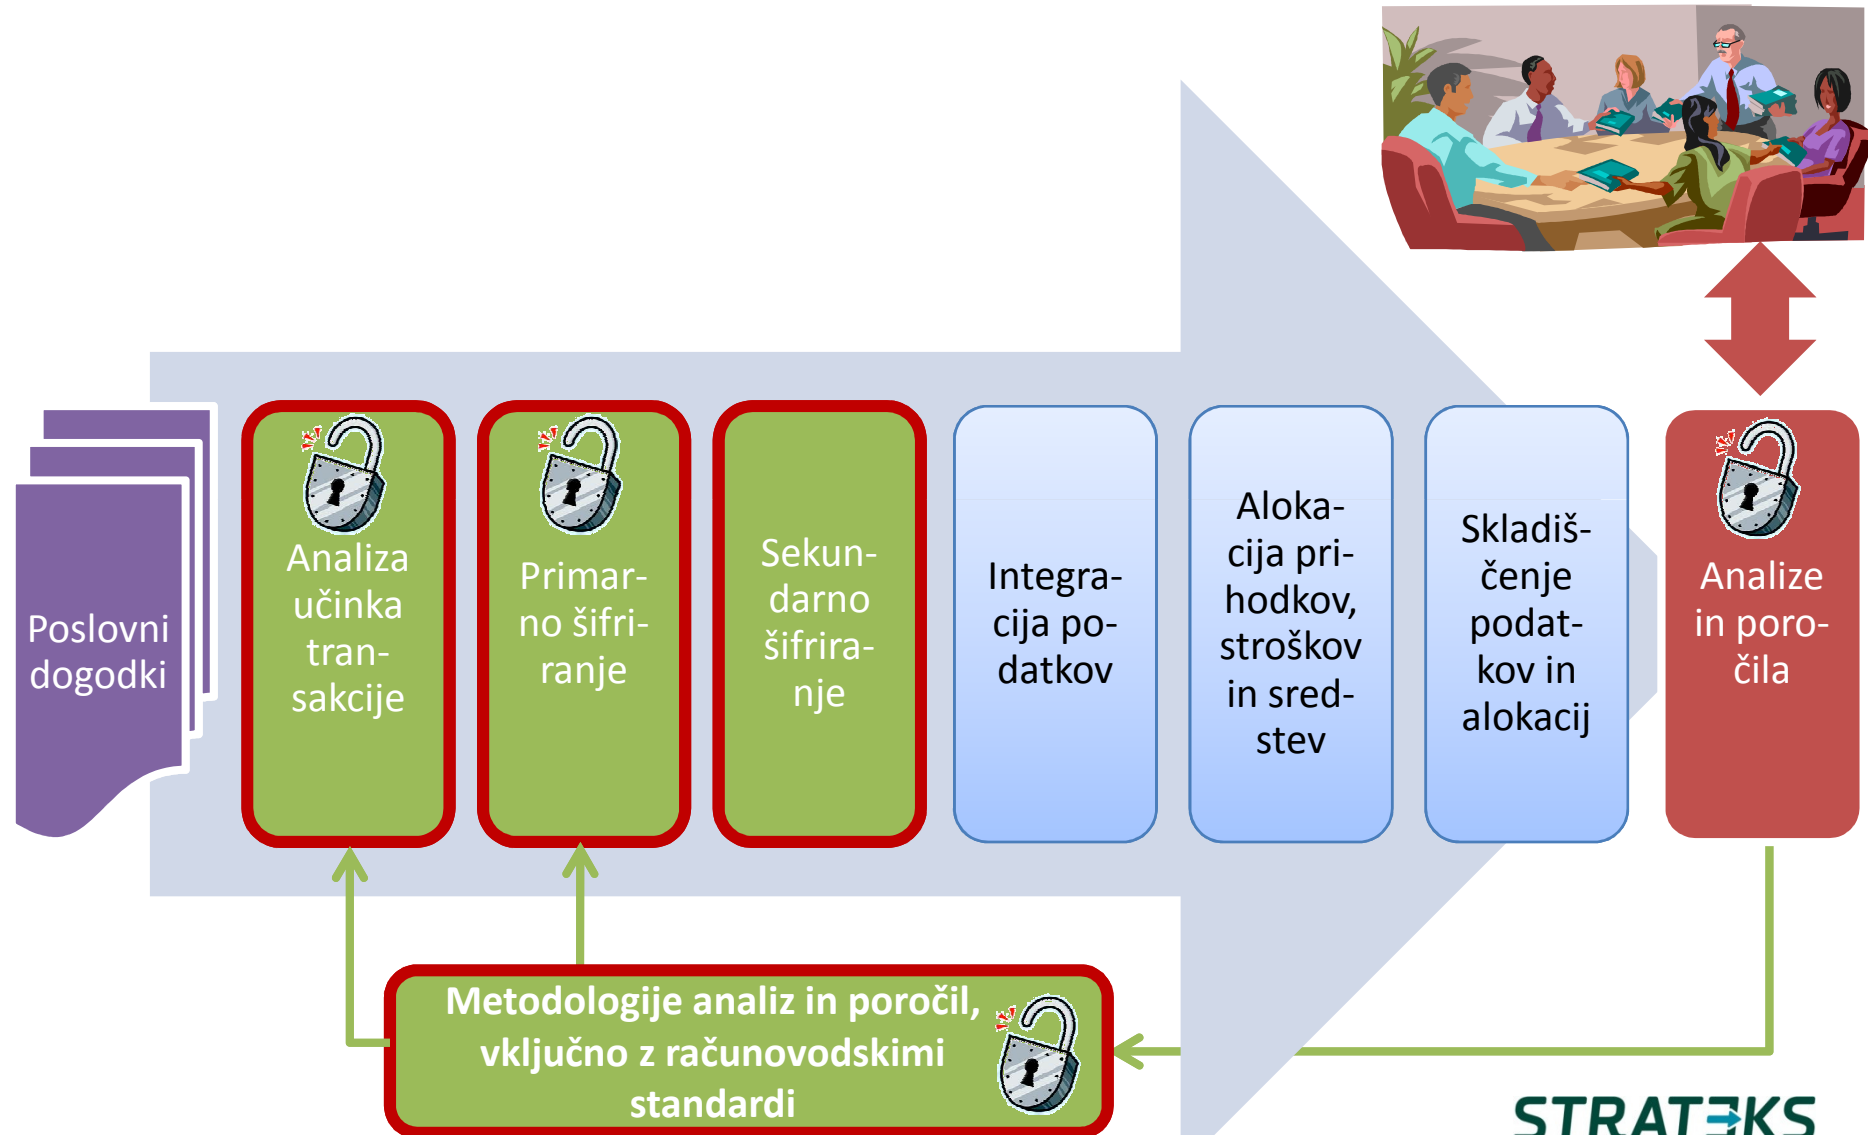 Poslovni
dogodki
Analiza
učinka
tran-
sakcije
Primar-
no šifri-
ranje
Sekun-
darno
šifrira-
nje
Integra-
cija po-
datkov
Aloka-
cija pri-
hodkov,
stroškov
in sred-
stev
Skladiš-
čenje
podat-
kov in
alokacij
Analize
in poro-
čila
Metodologije analiz in poročil,
vključno z računovodskimi
standardi
STRATEKS